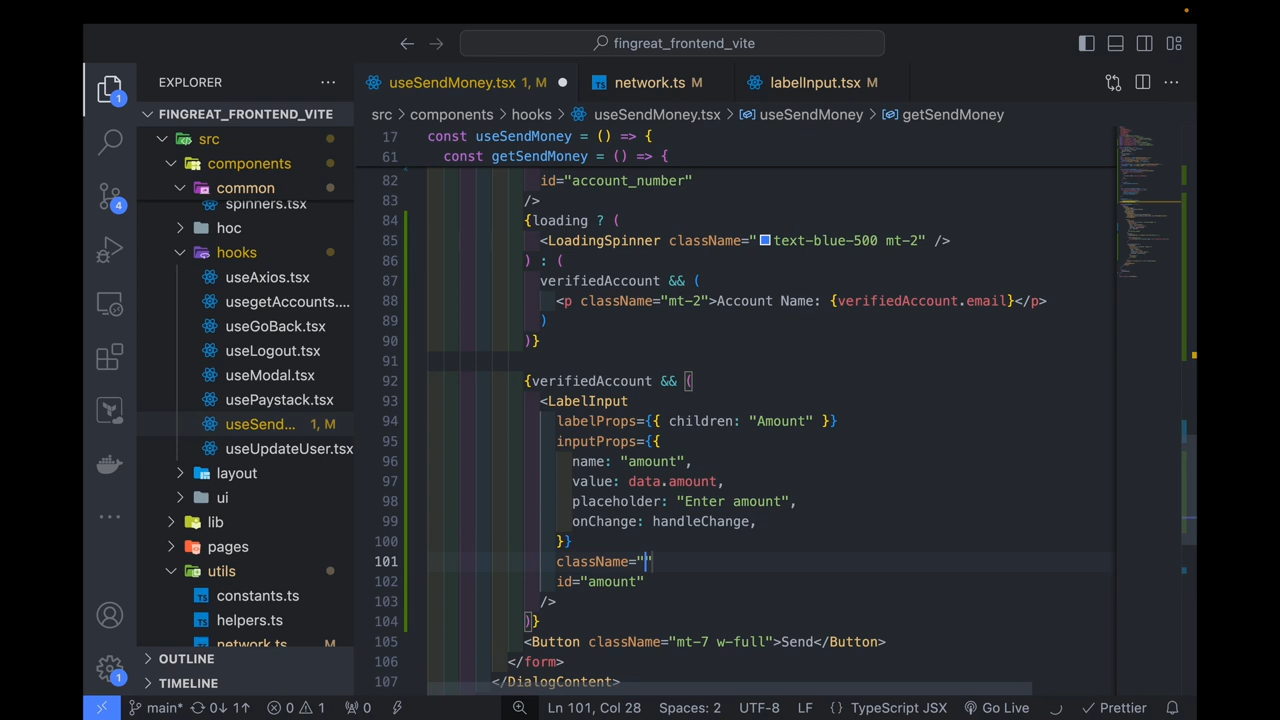 fingreat_frontend_vite
EXPLORER
useSendMoney.tsx 1, M
network.ts M
labelInput.tsx M
FINGREAT_FRONTEND_VITE
src
components
common
spinners.tsx
hoc
hooks
useAxios.tsx
usegetAccounts....
useGoBack.tsx
useLogout.tsx
useModal.tsx
usePaystack.tsx
useSend... 1, M
useUpdateUser.tsx
layout
ui
lib
pages
utils
constants.ts
helpers.ts
network.ts M
OUTLINE
TIMELINE
1
4
1
src > components > hooks > useSendMoney.tsx > useSendMoney > getSendMoney
17 const useSendMoney = () => {
61 const getSendMoney = () => {
82 id="account_number"
83 />
84 {loading ? (
85 <LoadingSpinner className="text-blue-500 mt-2" />
86 ) : (
87 verifiedAccount && (
88 <p className="mt-2">Account Name: {verifiedAccount.email}</p>
89 )
90 )}
91
92 {verifiedAccount && (
93 <LabelInput
94 labelProps={{ children: "Amount" }}
95 inputProps={{
96 name: "amount",
97 value: data.amount,
98 placeholder: "Enter amount",
99 onChange: handleChange,
100 }}
101 className=""
102 id="amount"
103 />
104 )}
105 <Button className="mt-7 w-full">Send</Button>
106 </form>
107 </DialogContent>
main* 0↓ 1↑ 0 1 0 Ln 101, Col 28 Spaces: 2 UTF-8 LF {} TypeScript JSX Go Live Prettier